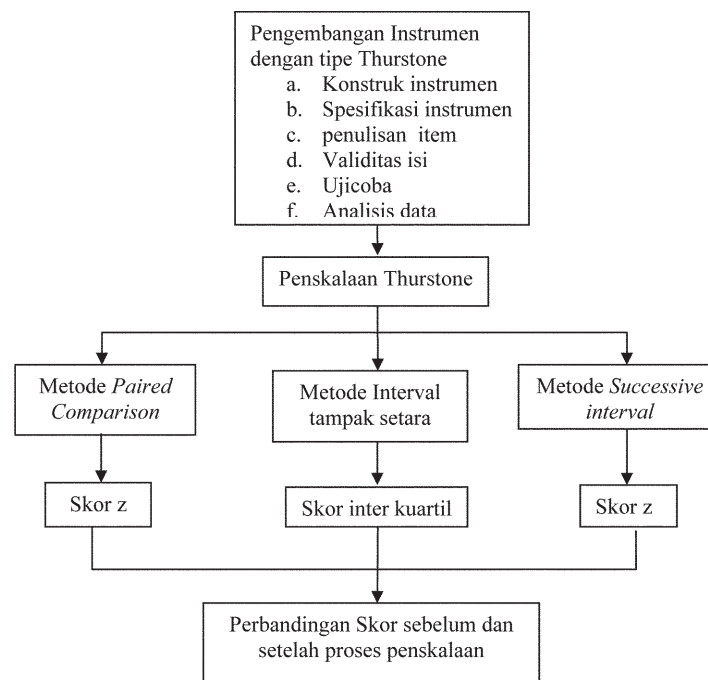 Pengembangan Instrumen
dengan tipe Thurstone
a. Konstruk instrumen
b. Spesifikasi instrumen
c. penulisan item
d. Validitas isi
e. Ujicoba
f. Analisis data
Penskalaan Thurstone
Metode Paired
Comparison
Metode Interval
tampak setara
Metode Successive
interval
Skor z
Skor inter kuartil
Skor z
Perbandingan Skor sebelum dan
setelah proses penskalaan